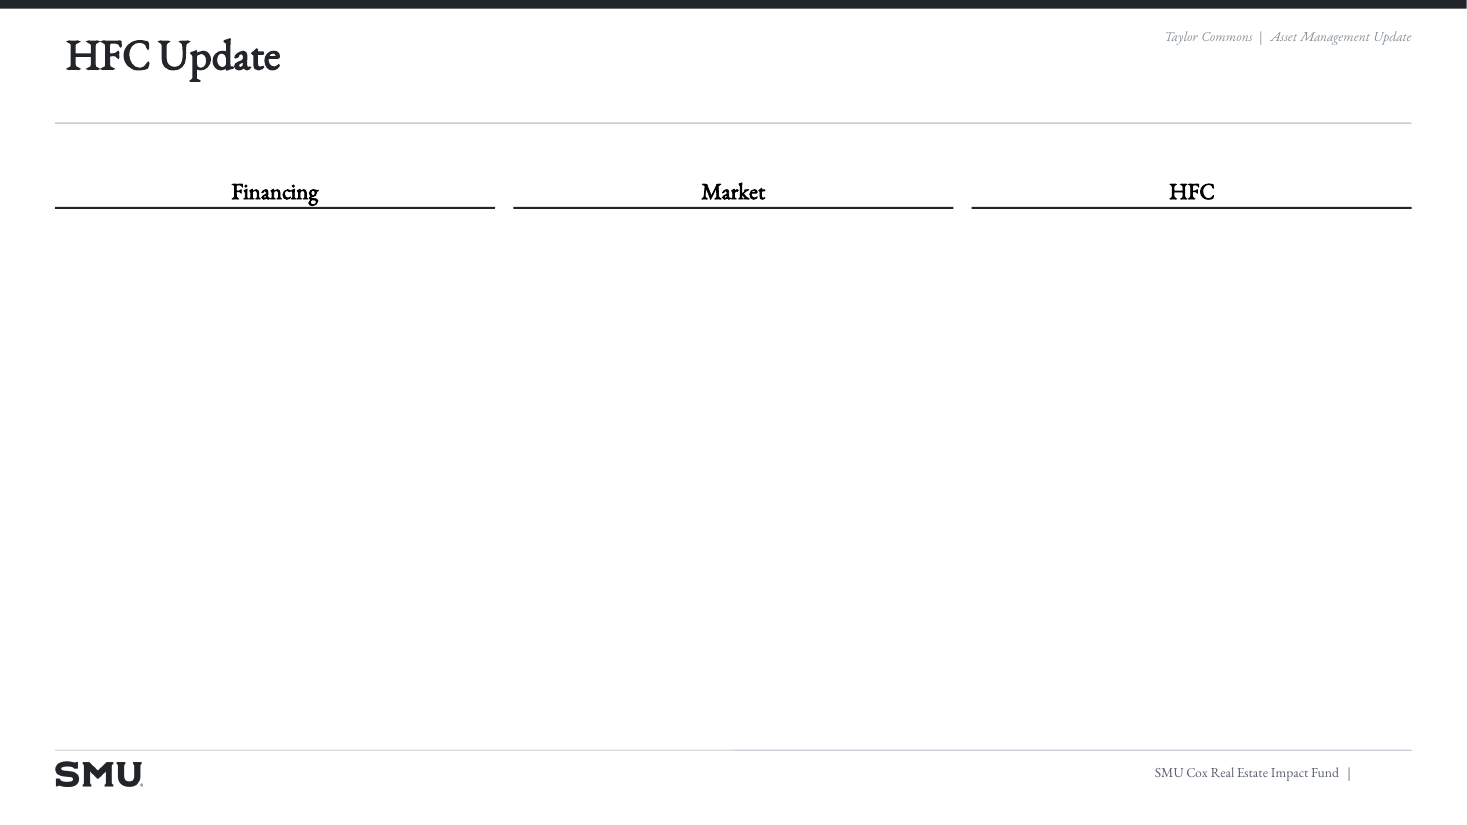 HFC Update
Taylor Commons | Asset Management Update
Financing
Market
HFC
SMU
SMU Cox Real Estate Impact Fund |